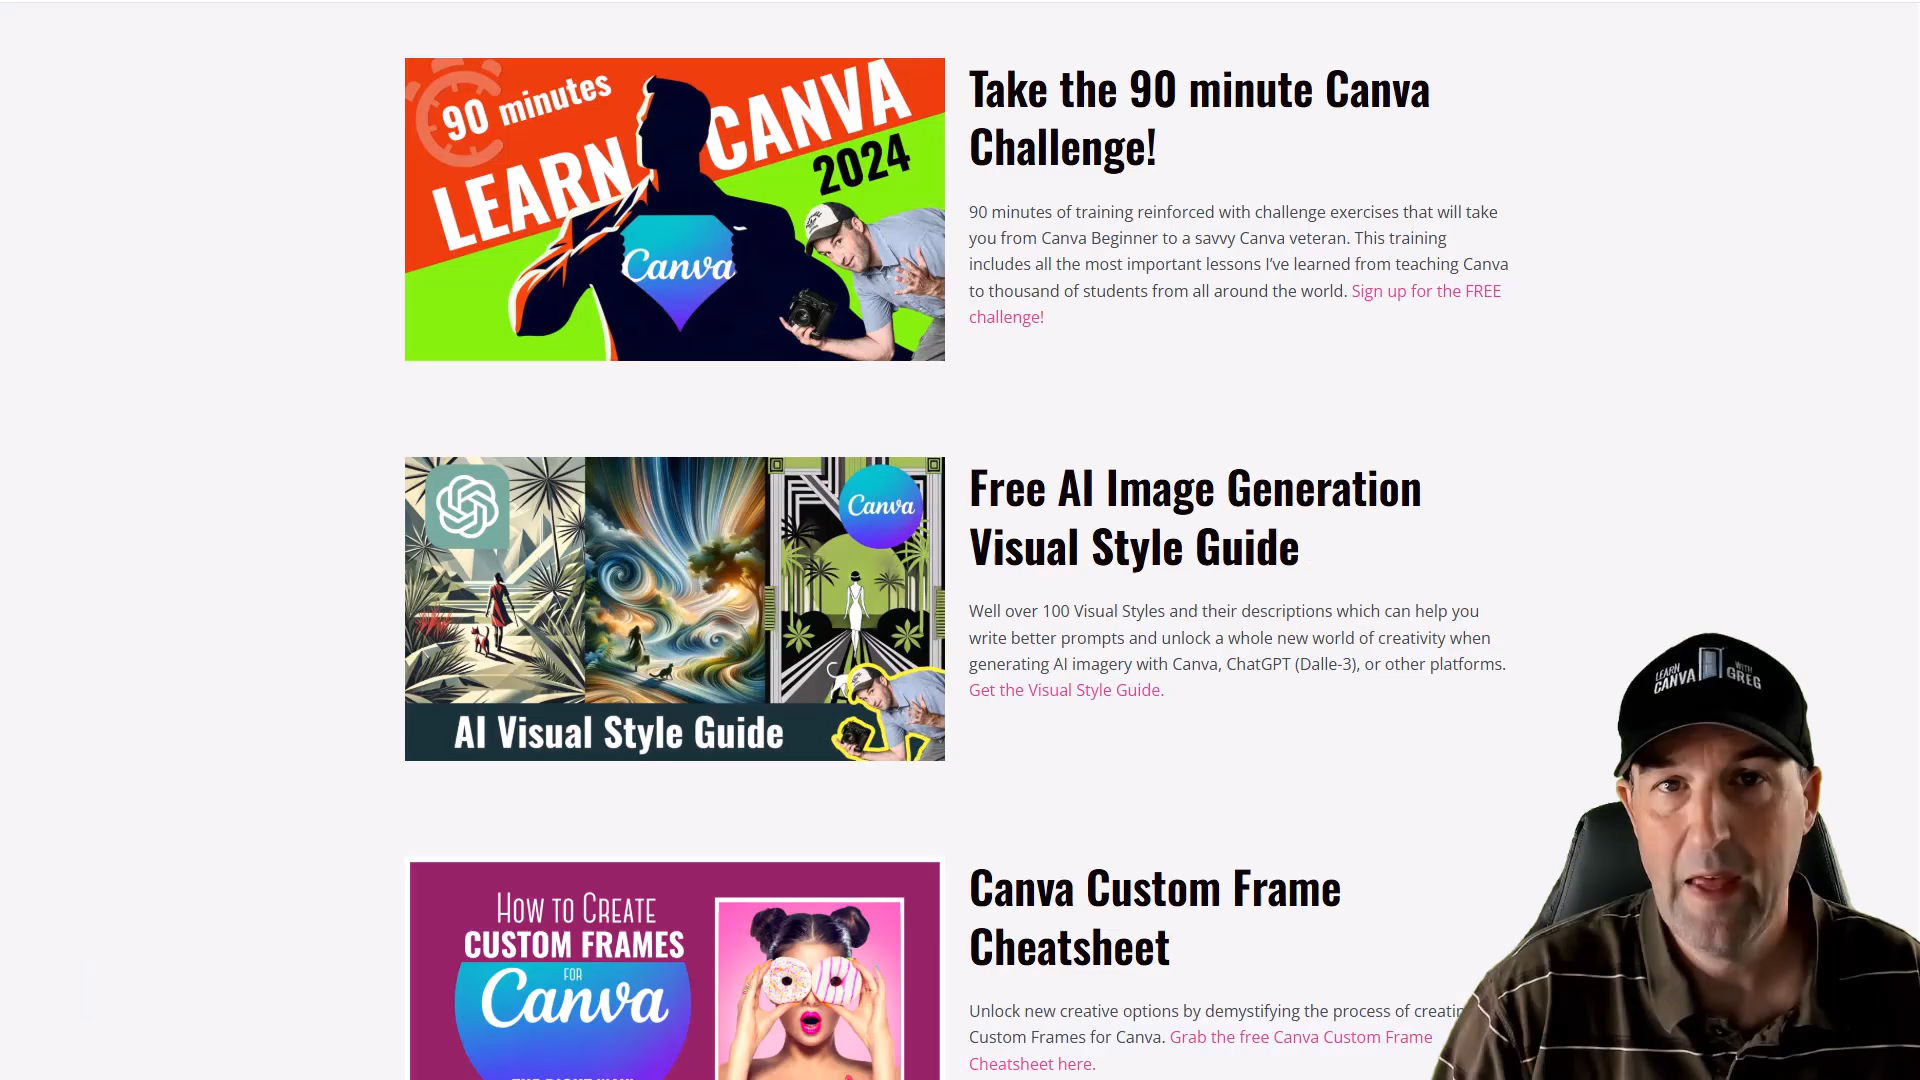 90 minutes
LEARN CANVA
2024
Canva
Take the 90 minute Canva
Challenge!
90 minutes of training reinforced with challenge exercises that will take
you from Canva Beginner to a savvy Canva veteran. This training
includes all the most important lessons I've learned from teaching Canva
to thousand of students from all around the world. Sign up for the FREE
challenge!
Canva
AI Visual Style Guide
Free AI Image Generation
Visual Style Guide
Well over 100 Visual Styles and their descriptions which can help you
write better prompts and unlock a whole new world of creativity when
generating AI imagery with Canva, ChatGPT (Dalle-3), or other platforms.
Get the Visual Style Guide.
HOW TO CREATE
CUSTOM FRAMES
FOR
Canva
Canva Custom Frame
Cheatsheet
Unlock new creative options by demystifying the process of creatin
Custom Frames for Canva. Grab the free Canva Custom Frame
Cheatsheet here.
LEARN CANVA WITH GREG